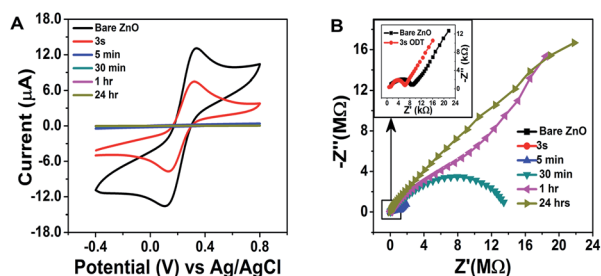 A
18.0
12.0
6.0
0.0
-6.0
-12.0
-18.0
Current (µA)
Bare ZnO
3s
5 min
30 min
1 hr
24 hr
-0.4
0.0
0.4
0.8
Potential (V) vs Ag/AgCl
B
20
16
12
8
4
0
-Z''(MΩ)
Bare ZnO
3s ODT
12
8
4
0
-Z'' (kΩ)
0 4 8 12 16 20 24
Z' (kΩ)
Bare ZnO
3s
5 min
30 min
1 hr
24 hrs
0 4 8 12 16 20 24
Z'(MΩ)